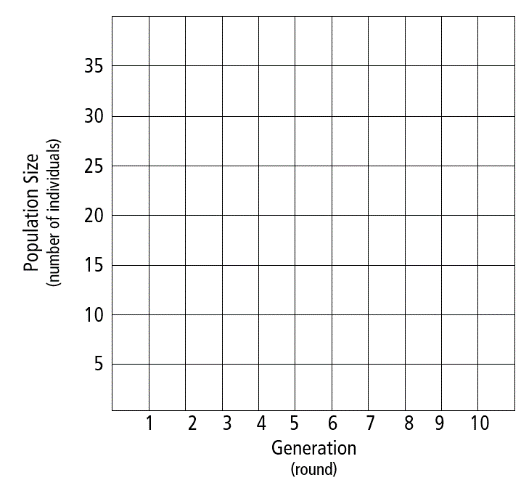 35
30
25
20
15
10
5
Population Size
(number of individuals)
1 2 3 4 5 6 7 8 9 10
Generation
(round)